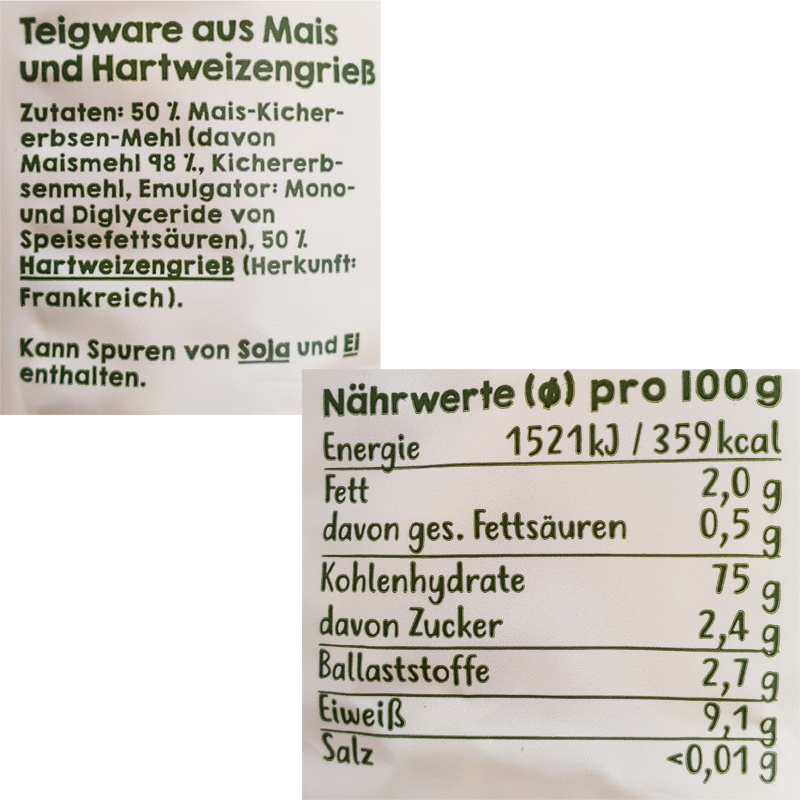 Teigware aus Mais
und Hartweizengrieß
Zutaten: 50 % Mais-Kicher-
erbsen-Mehl (davon
Maismehl 98 %, Kichererb-
senmehl, Emulgator: Mono-
und Diglyceride von
Speisefettsäuren), 50 %
Hartweizengrieß (Herkunft:
Frankreich).
Kann Spuren von Soja und Ei
enthalten.
Nährwerte (ø) pro 100 g
Energie 1521 kJ / 359 kcal
Fett 2,0 g
davon ges. Fettsäuren 0,5 g
Kohlenhydrate 75 g
davon Zucker 2,4 g
Ballaststoffe 2,7 g
Eiweiß 9,1 g
Salz <0,01 g